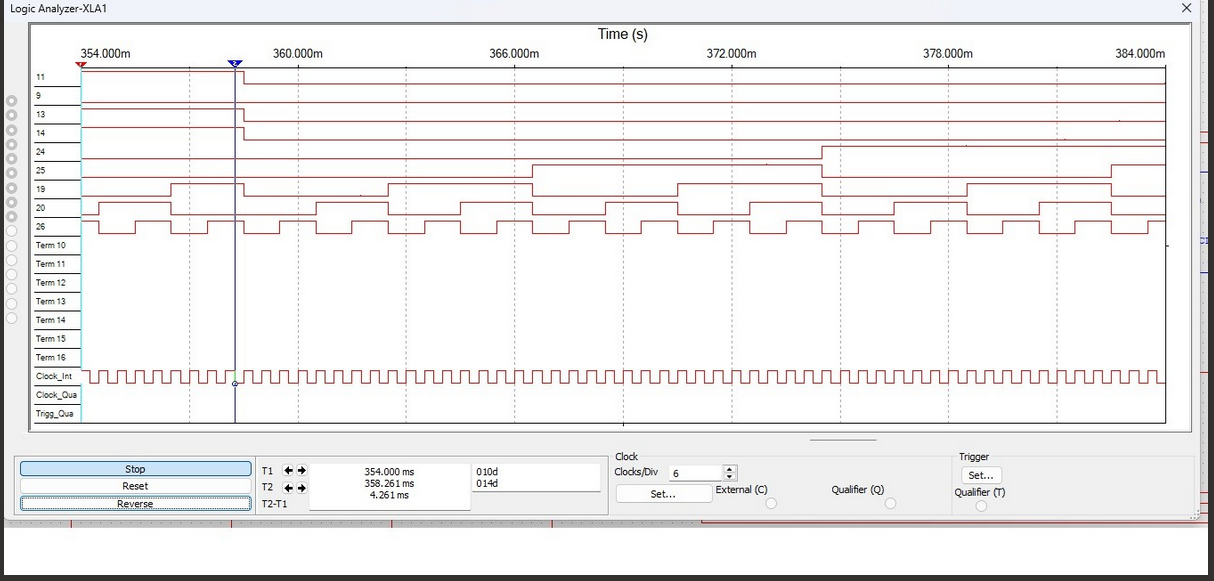 Logic Analyzer-XLA1
Time (s)
354.000m 360.000m 366.000m 372.000m 378.000m 384.000m
11
9
13
14
24
25
19
20
26
Term 10
Term 11
Term 12
Term 13
Term 14
Term 15
Term 16
Clock_Int
Clock_Qua
Trigg_Qua
Stop
Reset
Reverse
T1 354.000 ms 010d
T2 358.261 ms 014d
T2-T1 4.261 ms
Clock
Clocks/Div 6
Set... External (C) Qualifier (Q)
Trigger
Set...
Qualifier (T)